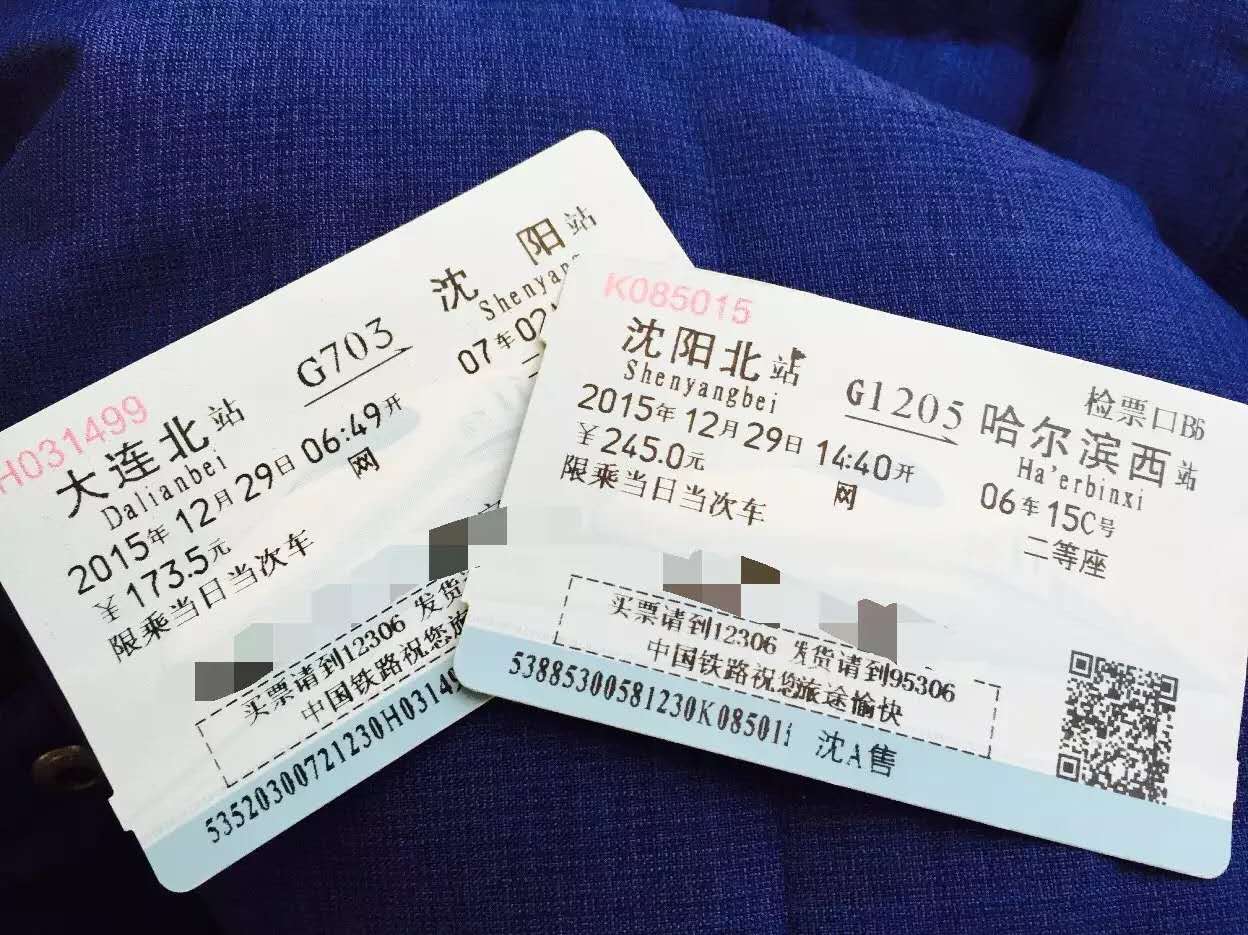 H031499
大连北站 G703 沈阳站
Dalianbei Shenyan
2015年12月29日 06:49开 07车02
¥173.5元 网
限乘当日当次车
买票请到12306 发货
中国铁路祝您旅
53520300721230H03149
K085015
检票口B6
沈阳北站 G1205 哈尔滨西站
Shenyangbei Ha'erbinxi
2015年12月29日 14:40开 06车15C号
¥245.0元 网 二等座
限乘当日当次车
买票请到12306 发货请到95306
中国铁路祝您旅途愉快
53885300581230K08501 沈A售